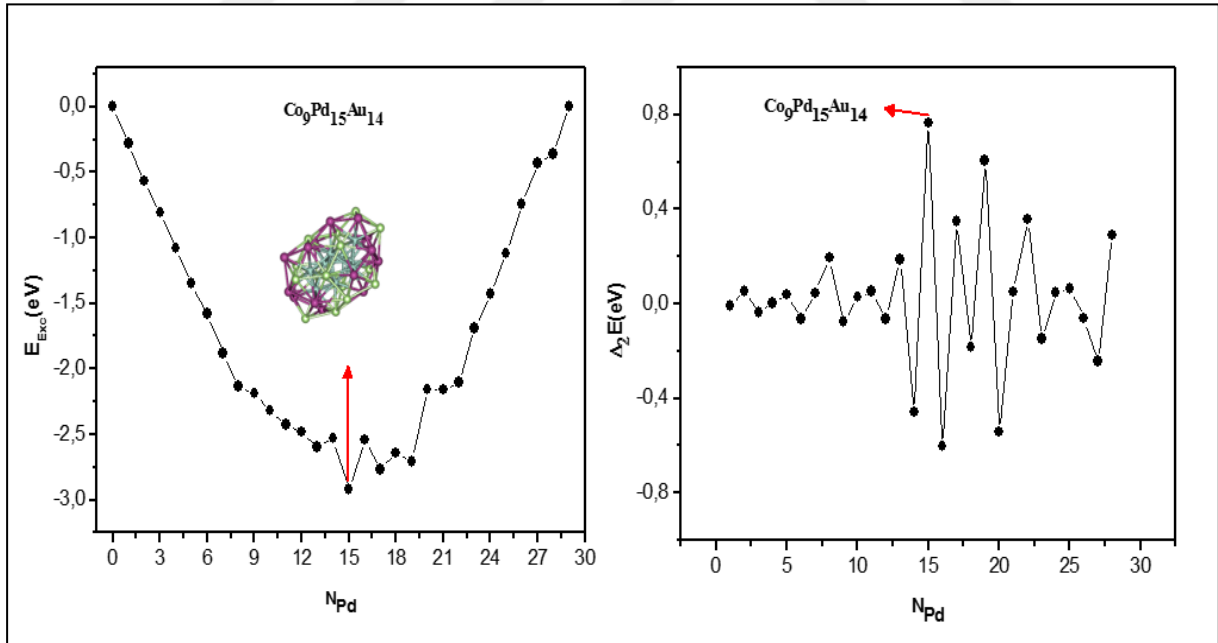 Co9Pd15Au14
0,0
-0,5
-1,0
-1,5
-2,0
-2,5
-3,0
E_Exc(eV)
0 3 6 9 12 15 18 21 24 27 30
N_Pd
Co9Pd15Au14
0,8
0,4
0,0
-0,4
-0,8
Δ2E(eV)
0 5 10 15 20 25 30
N_Pd